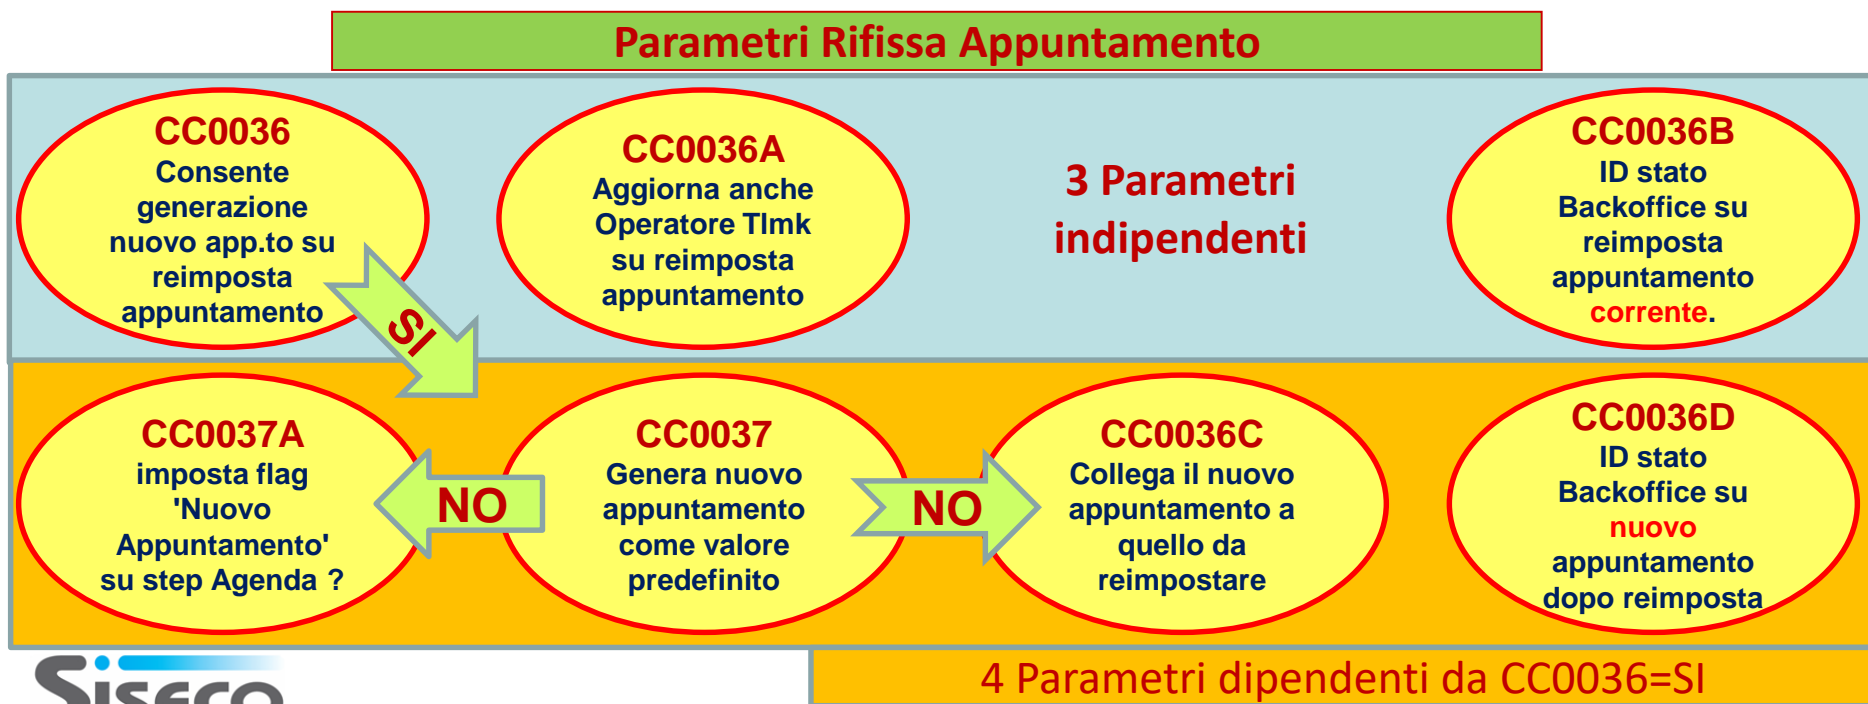 Parametri Rifissa Appuntamento
CC0036
Consente
generazione
nuovo app.to su
reimposta
appuntamento
CC0036A
Aggiorna anche
Operatore Tlmk
su reimposta
appuntamento
3 Parametri
indipendenti
CC0036B
ID stato
Backoffice su
reimposta
appuntamento
corrente.
SI
CC0037A
imposta flag
'Nuovo
Appuntamento'
su step Agenda ?
NO
CC0037
Genera nuovo
appuntamento
come valore
predefinito
NO
CC0036C
Collega il nuovo
appuntamento a
quello da
reimpostare
CC0036D
ID stato
Backoffice su
nuovo
appuntamento
dopo reimposta
Siseco
4 Parametri dipendenti da CC0036=SI